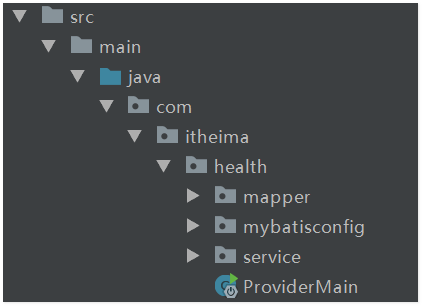 src
main
java
com
itheima
health
mapper
mybatisconfig
service
ProviderMain